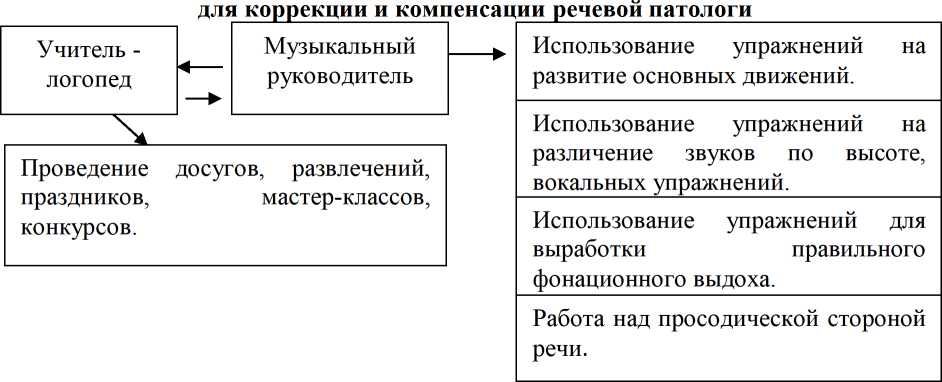 для коррекции и компенсации речевой патологи
Учитель -
логопед
Музыкальный
руководитель
Использование упражнений на
развитие основных движений.
Использование упражнений на
различение звуков по высоте,
вокальных упражнений.
Использование упражнений для
выработки правильного
фонационного выдоха.
Работа над просодической стороной
речи.
Проведение досугов, развлечений,
праздников, мастер-классов,
конкурсов.